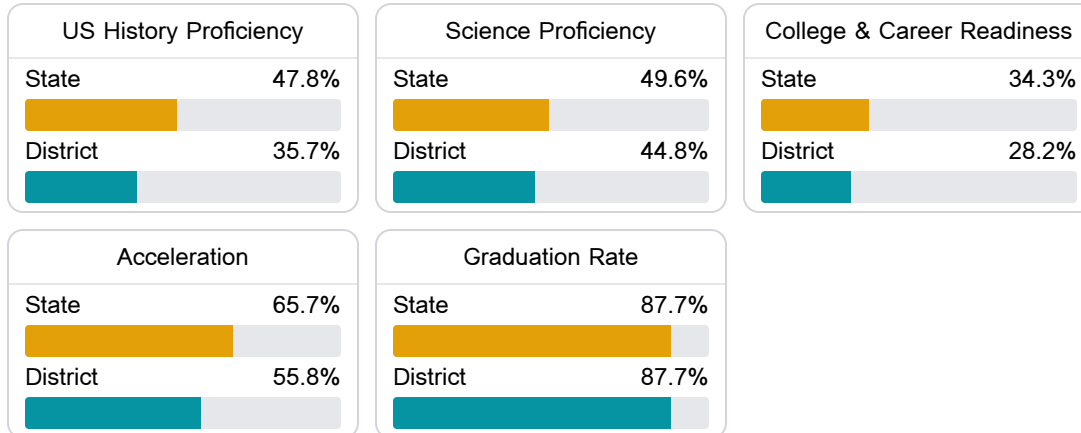 US History Proficiency
State 47.8%
District 35.7%
Science Proficiency
State 49.6%
District 44.8%
College & Career Readiness
State 34.3%
District 28.2%
Acceleration
State 65.7%
District 55.8%
Graduation Rate
State 87.7%
District 87.7%